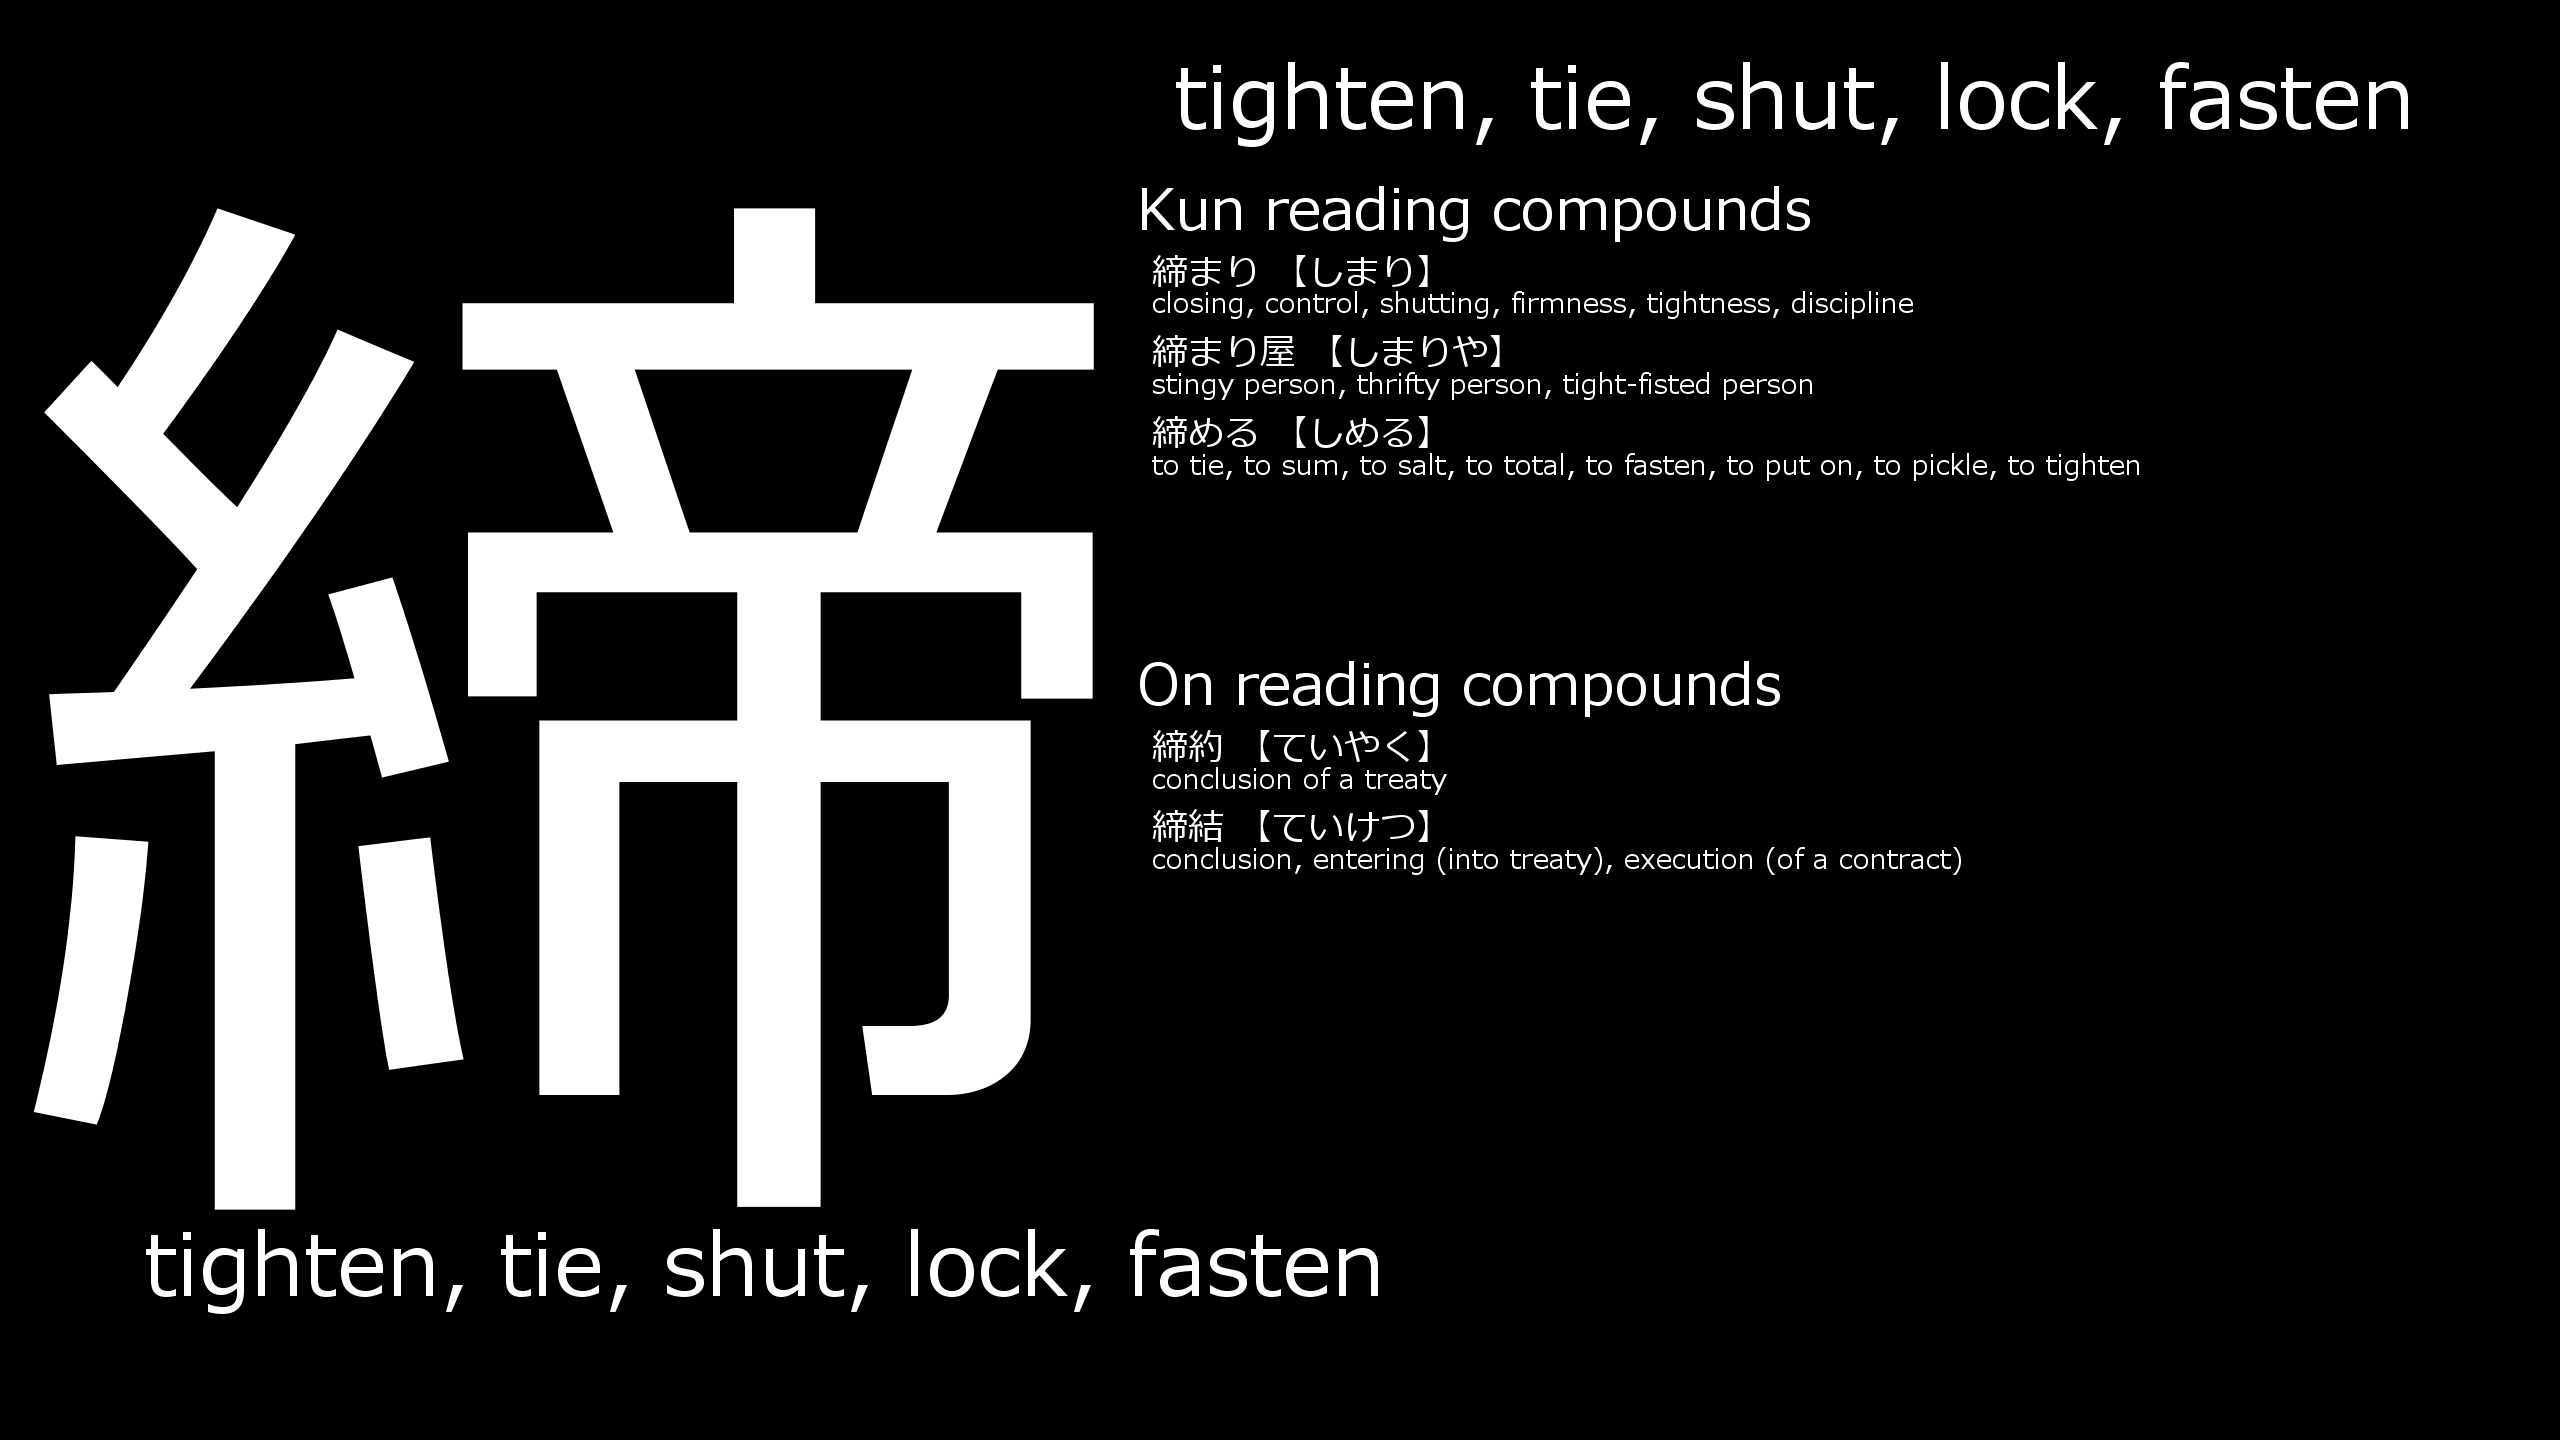 締
tighten, tie, shut, lock, fasten
tighten, tie, shut, lock, fasten
Kun reading compounds
締まり 【しまり】
closing, control, shutting, firmness, tightness, discipline
締まり屋 【しまりや】
stingy person, thrifty person, tight-fisted person
締める 【しめる】
to tie, to sum, to salt, to total, to fasten, to put on, to pickle, to tighten
On reading compounds
締約 【ていやく】
conclusion of a treaty
締結 【ていけつ】
conclusion, entering (into treaty), execution (of a contract)